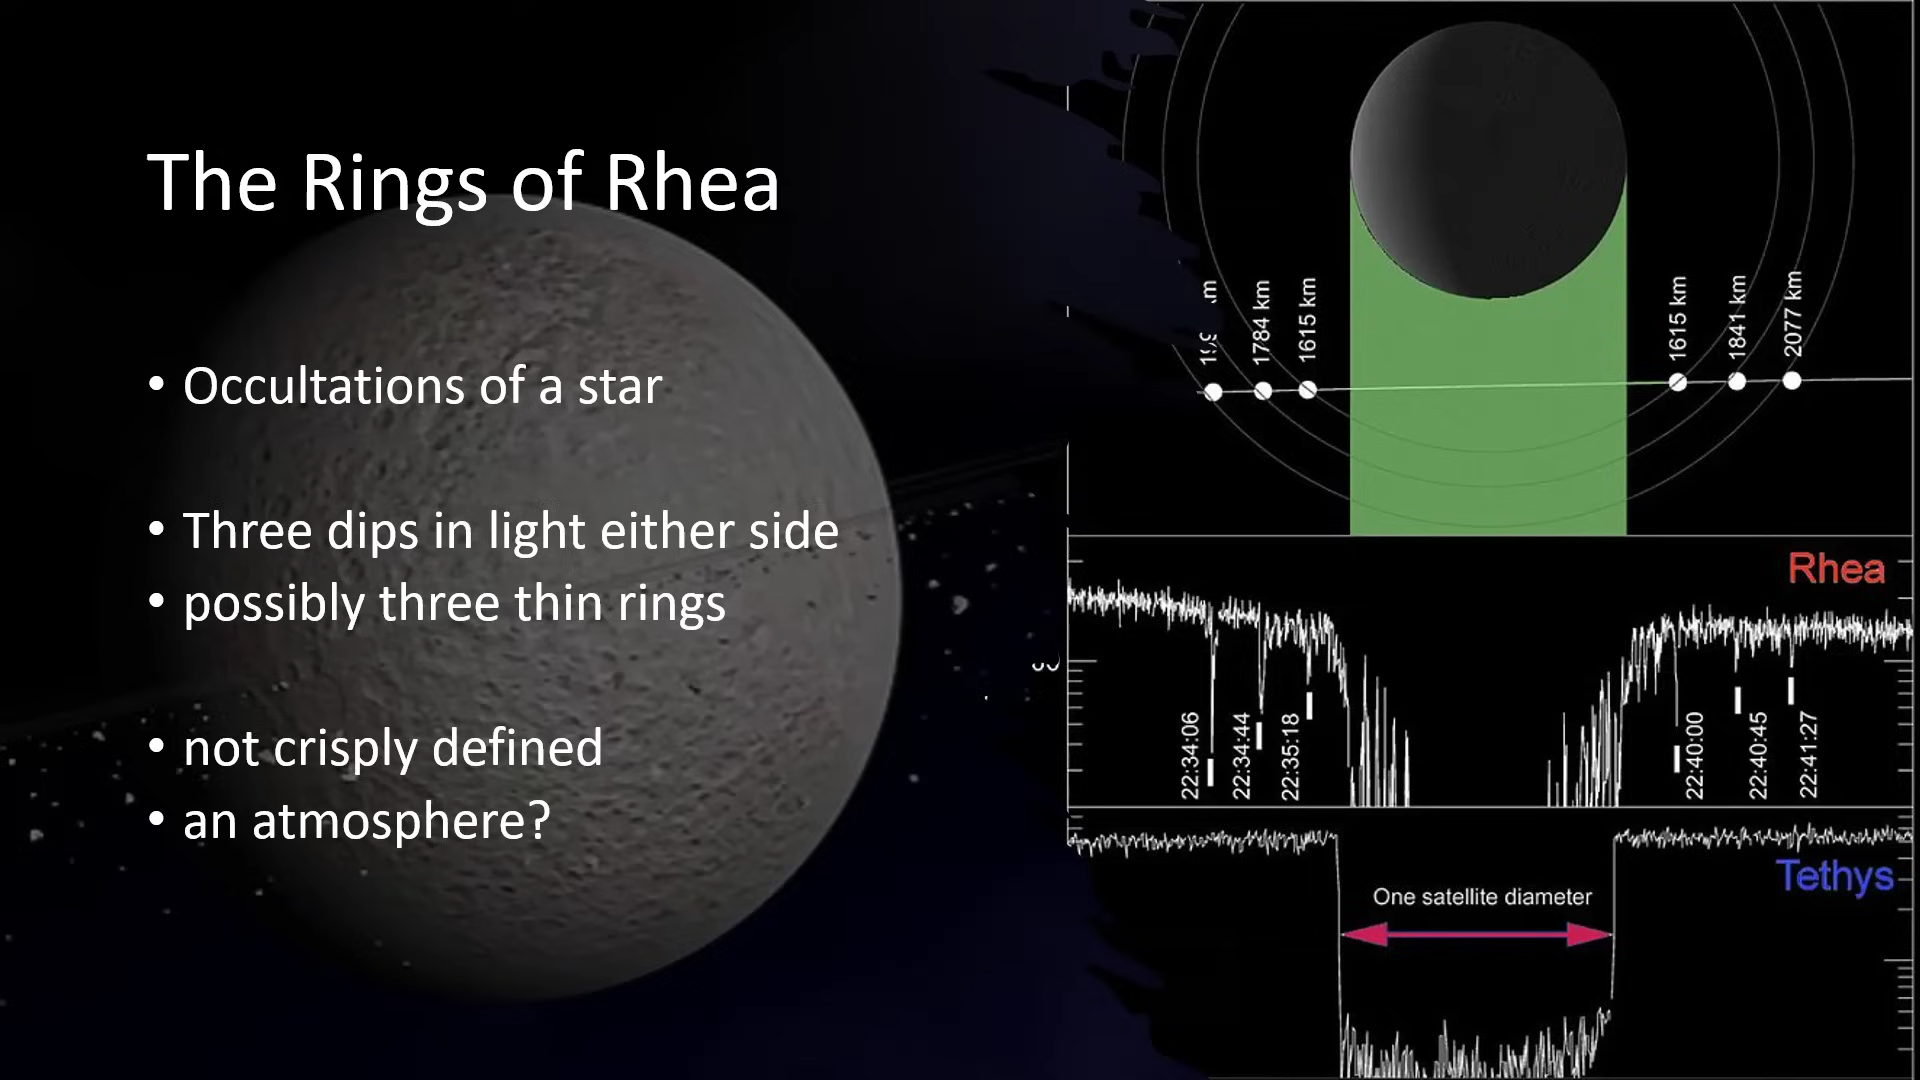 The Rings of Rhea
• Occultations of a star
• Three dips in light either side
• possibly three thin rings
• not crisply defined
• an atmosphere?
1784 km
1615 km
1615 km
1841 km
2077 km
Rhea
22:34:06
22:34:44
22:35:18
22:40:00
22:40:45
22:41:27
Tethys
One satellite diameter